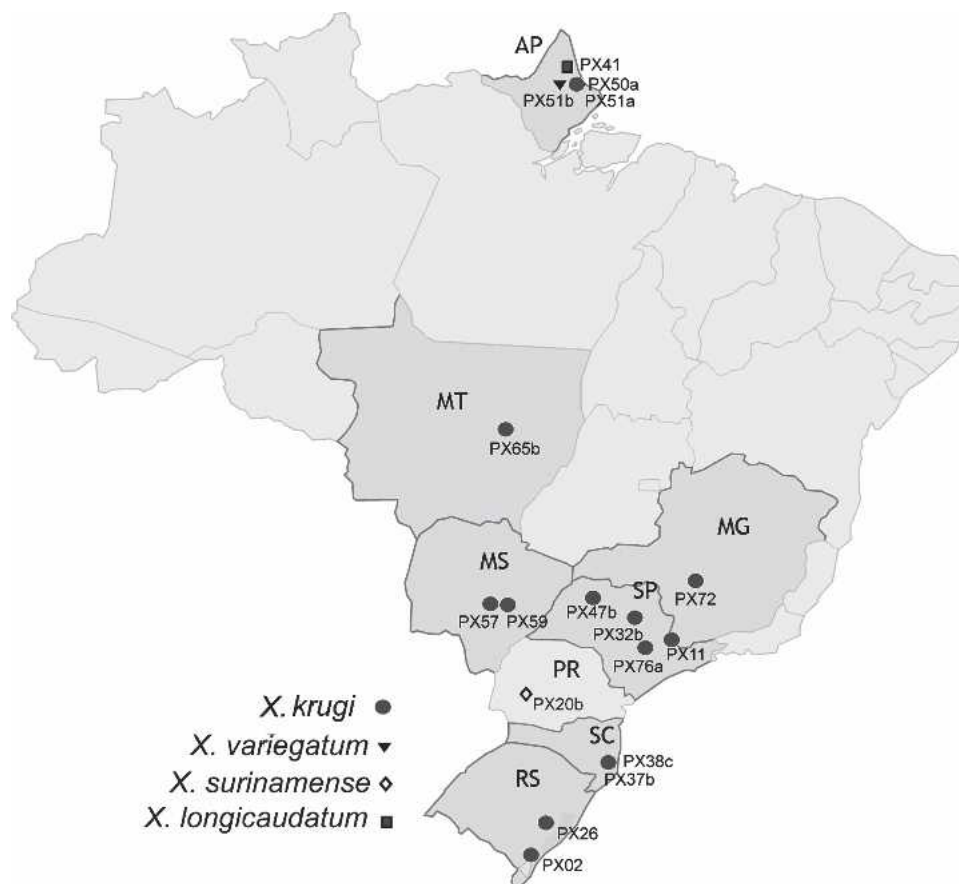 AP
PX41
PX50a
PX51b PX51a
MT
PX65b
MG
MS
SP
PX72
PX47b
PX57 PX59
PX32b
PX11
PX76a
PR
PX20b
X. krugi
SC
X. variegatum
PX38c
RS
PX37b
X. surinamense
X. longicaudatum
PX26
PX02